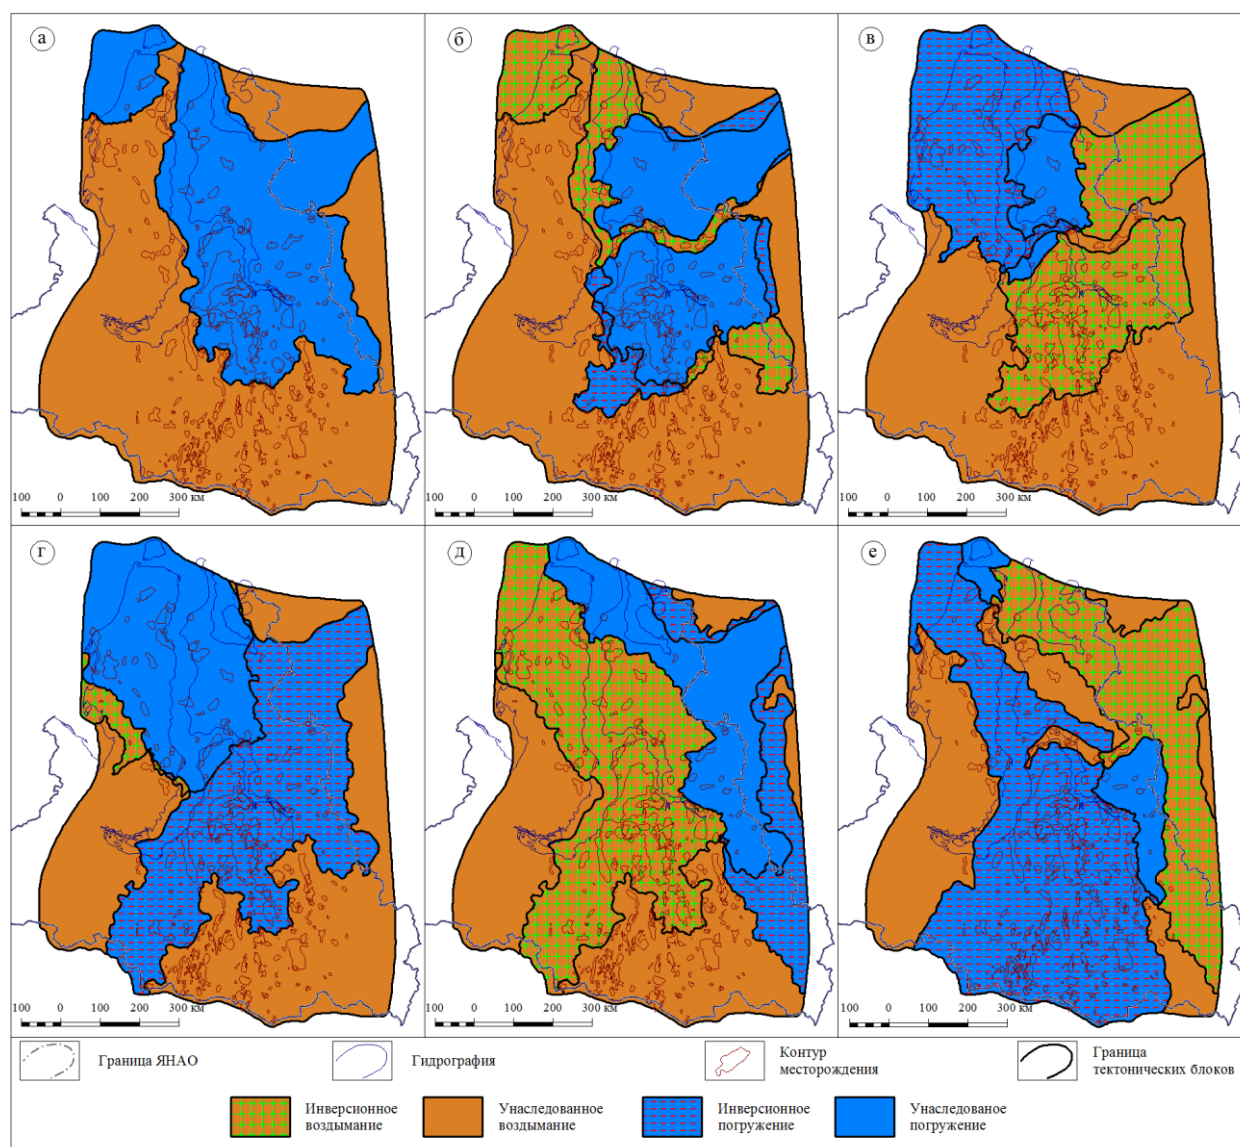 а
б
в
100 0 100 200 300 км
100 0 100 200 300 км
100 0 100 200 300 км
г
д
е
100 0 100 200 300 км
100 0 100 200 300 км
100 0 100 200 300 км
Граница ЯНАО
Гидрография
Контур
месторождения
Граница
тектонических блоков
Инверсионное
воздымание
Унаследованное
воздымание
Инверсионное
погружение
Унаследованое
погружение